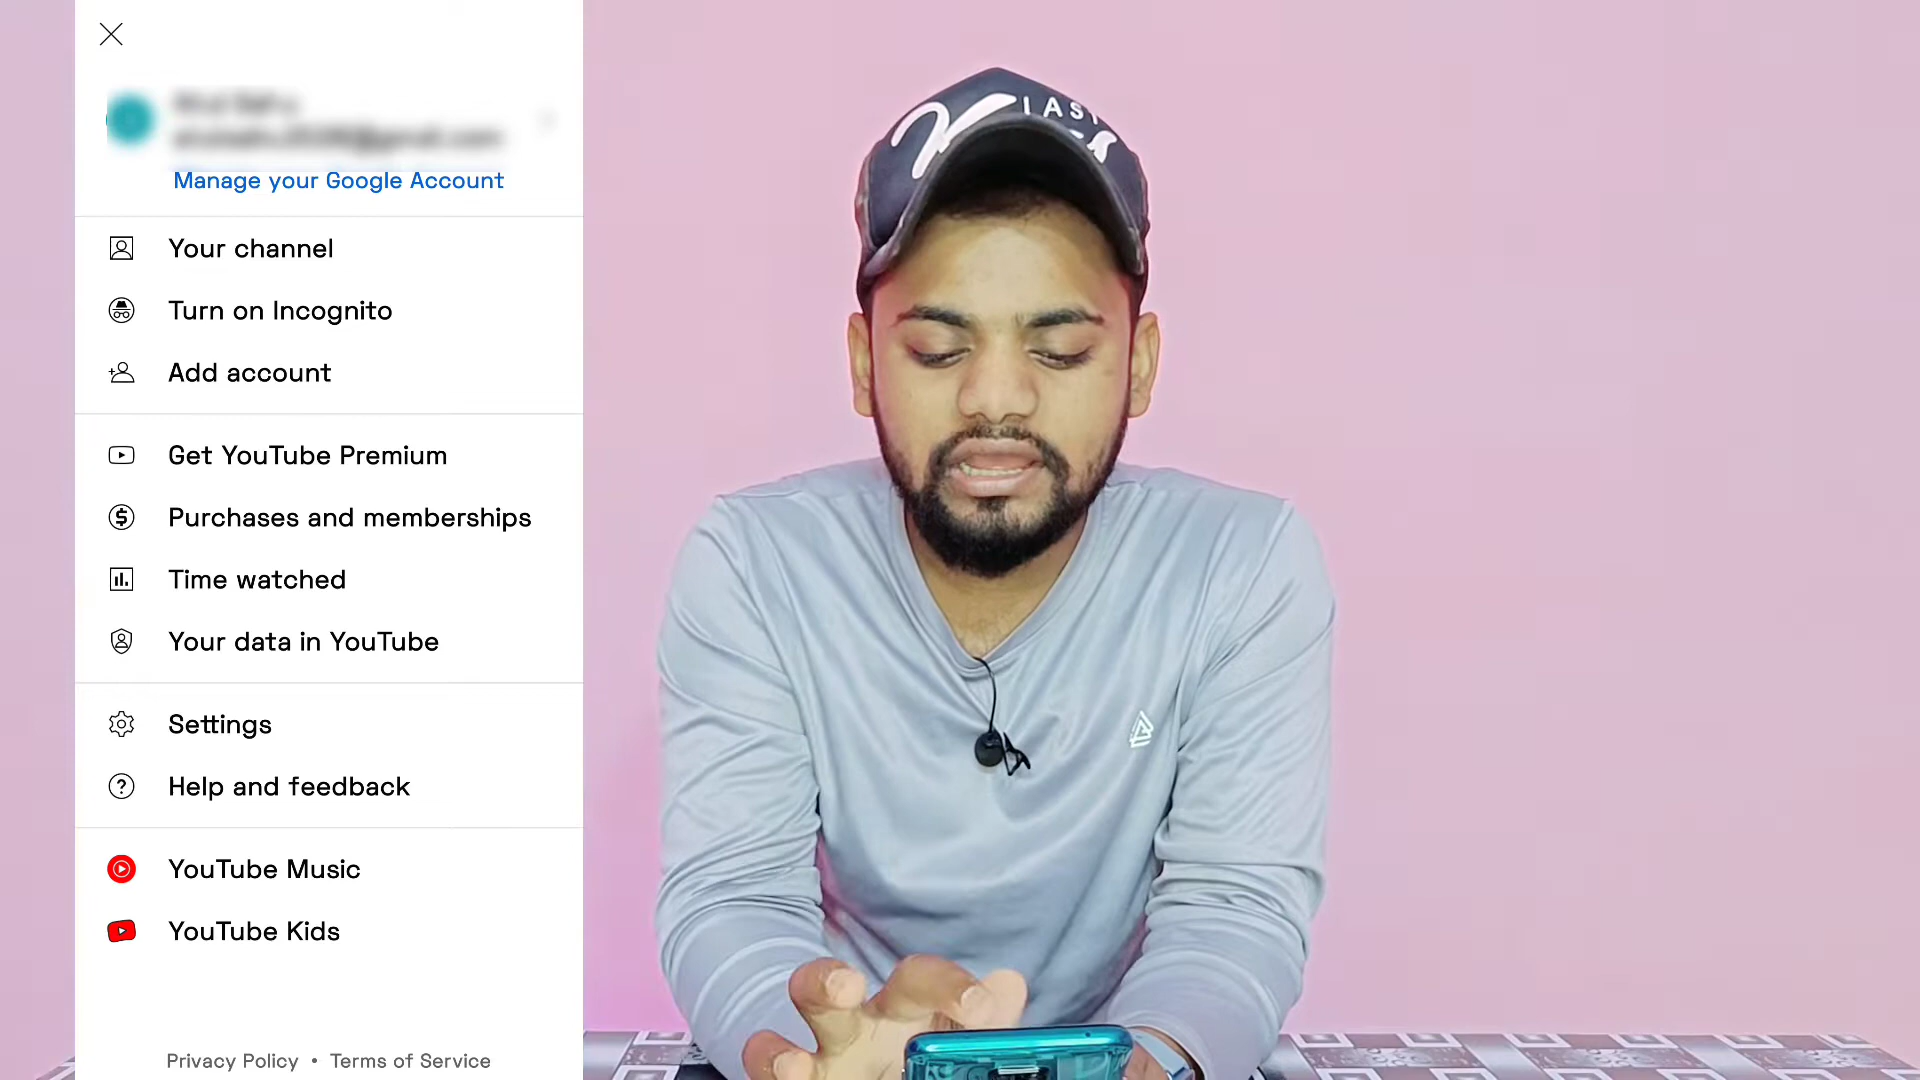 Manage your Google Account
Your channel
Turn on Incognito
Add account
Get YouTube Premium
Purchases and memberships
Time watched
Your data in YouTube
Settings
Help and feedback
YouTube Music
YouTube Kids
Privacy Policy • Terms of Service
LAST